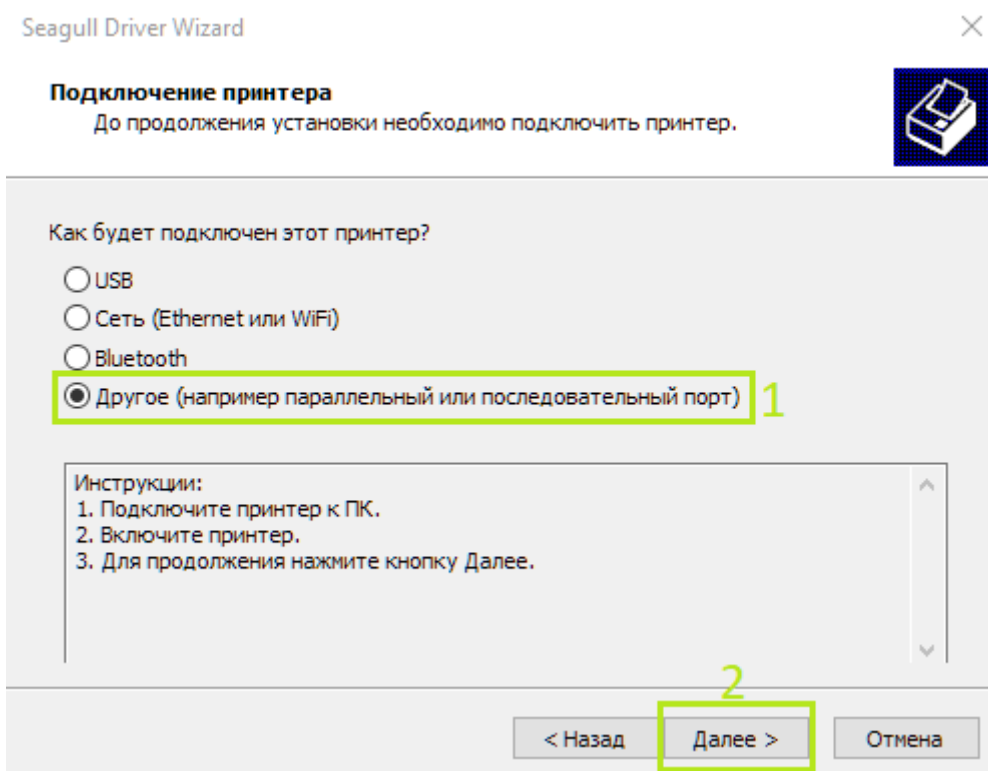 Seagull Driver Wizard
Подключение принтера
До продолжения установки необходимо подключить принтер.
Как будет подключен этот принтер?
USB
Сеть (Ethernet или WiFi)
Bluetooth
Другое (например параллельный или последовательный порт) 1
Инструкции:
1. Подключите принтер к ПК.
2. Включите принтер.
3. Для продолжения нажмите кнопку Далее.
2
< Назад Далее > Отмена